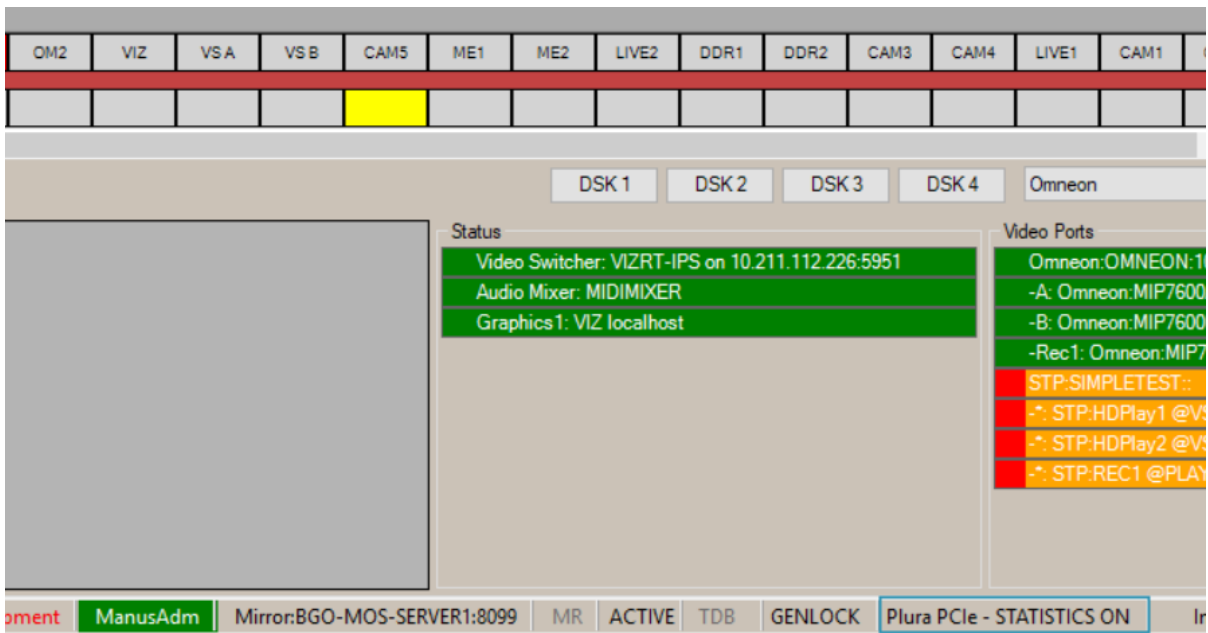 OM2 VIZ VS A VS B CAM5 ME1 ME2 LIVE2 DDR1 DDR2 CAM3 CAM4 LIVE1 CAM1
DSK 1 DSK 2 DSK 3 DSK 4 Omneon
Status
Video Switcher: VIZRT-IPS on 10.211.112.226:5951
Audio Mixer: MIDIMIXER
Graphics1: VIZ localhost
Video Ports
Omneon:OMNEON:1
-A: Omneon:MIP7600
-B: Omneon:MIP7600
-Rec1: Omneon:MIP7
STP:SIMPLETEST::
-*: STP:HDPlay1 @VS
-*: STP:HDPlay2 @VS
-*: STP:REC1 @PLAY
pment ManusAdm Mirror:BGO-MOS-SERVER1:8099 MR ACTIVE TDB GENLOCK Plura PCIe - STATISTICS ON In